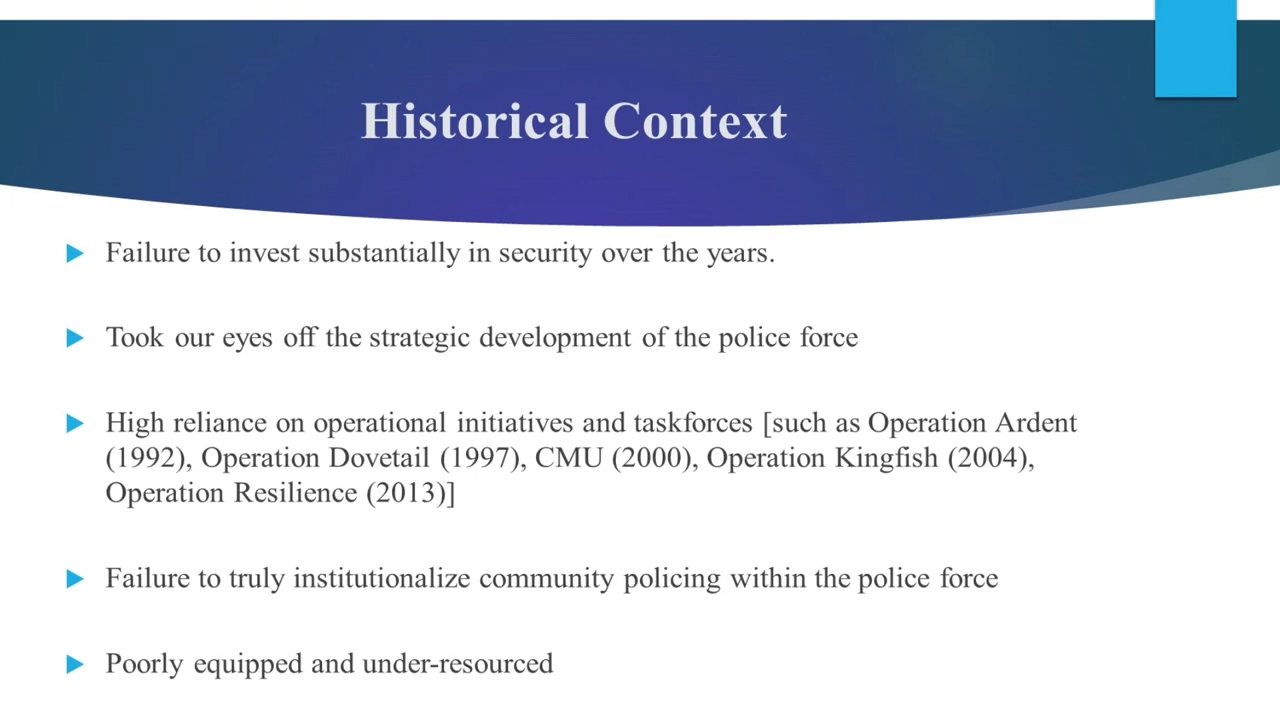 Historical Context
Failure to invest substantially in security over the years.
Took our eyes off the strategic development of the police force
High reliance on operational initiatives and taskforces [such as Operation Ardent
(1992), Operation Dovetail (1997), CMU (2000), Operation Kingfish (2004),
Operation Resilience (2013)]
Failure to truly institutionalize community policing within the police force
Poorly equipped and under-resourced